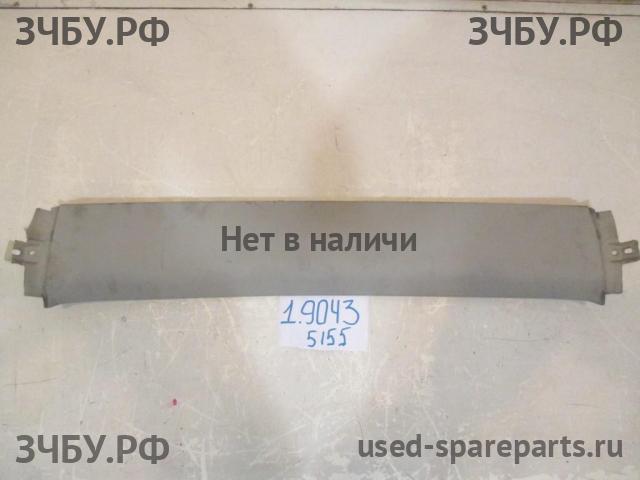 ЗЧБУ.РФ
ЗЧБУ.РФ
Нет в наличи
1.9043
5155
ЗЧБУ.РФ
used-spareparts.ru